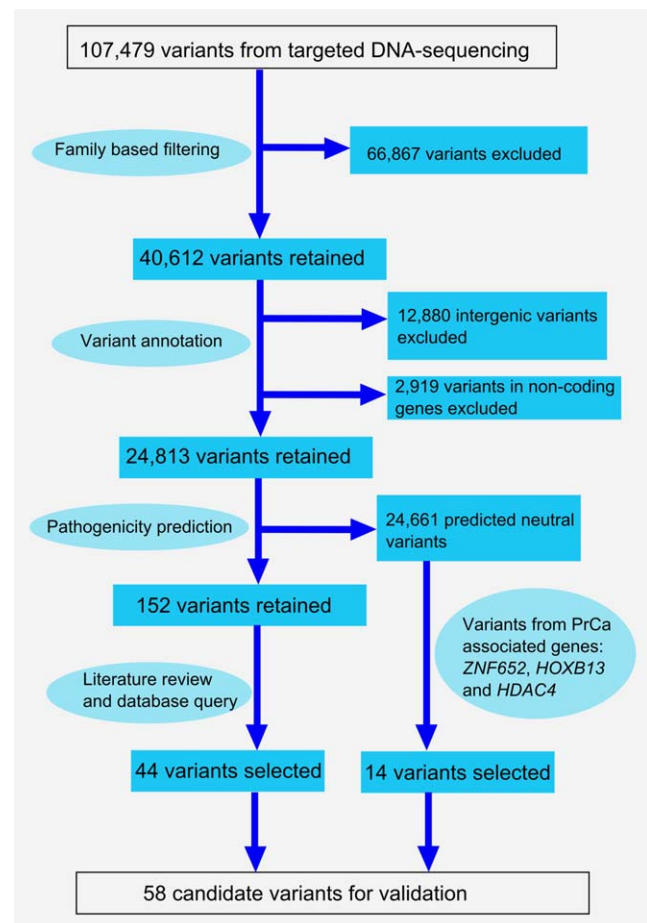 107,479 variants from targeted DNA-sequencing
Family based filtering
66,867 variants excluded
40,612 variants retained
12,880 intergenic variants
excluded
Variant annotation
2,919 variants in non-coding
genes excluded
24,813 variants retained
Pathogenicity prediction
24,661 predicted neutral
variants
152 variants retained
Variants from PrCa
associated genes:
ZNF652, HOXB13
and HDAC4
Literature review
and database query
44 variants selected
14 variants selected
58 candidate variants for validation